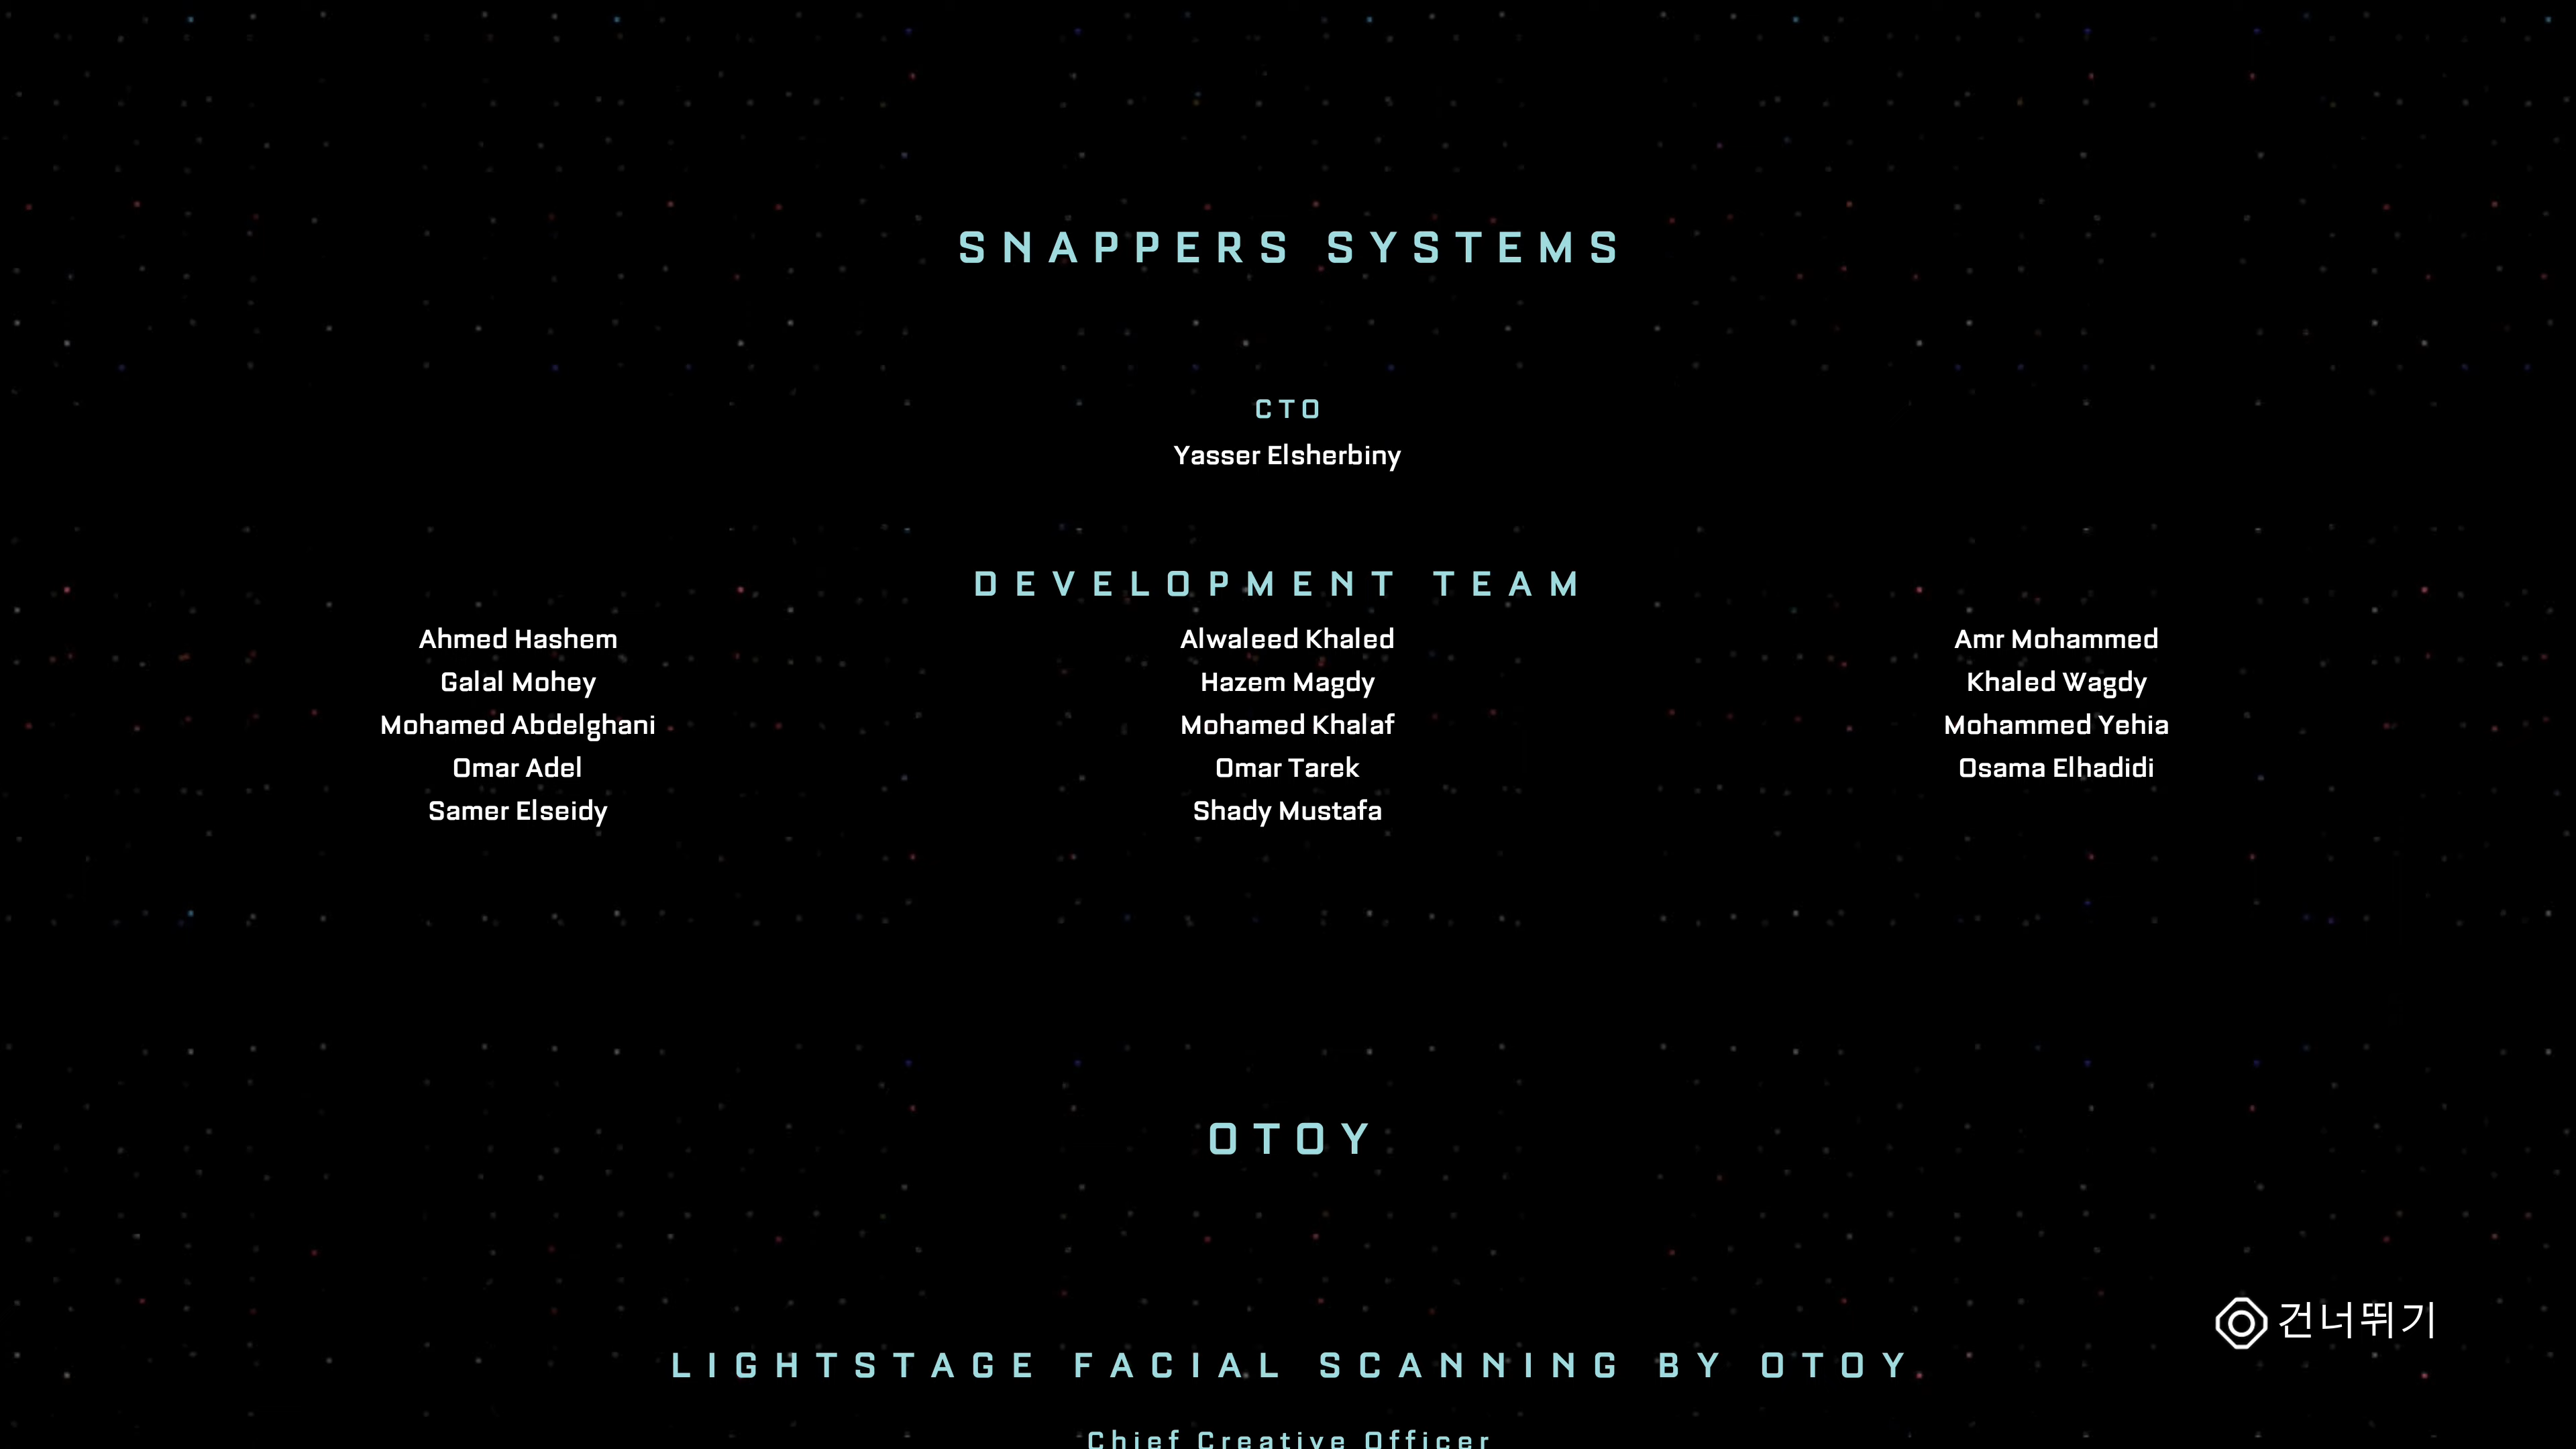 SNAPPERS SYSTEMS
CTO
Yasser Elsherbiny
DEVELOPMENT TEAM
Ahmed Hashem Alwaleed Khaled Amr Mohammed
Galal Mohey Hazem Magdy Khaled Wagdy
Mohamed Abdelghani Mohamed Khalaf Mohammed Yehia
Omar Adel Omar Tarek Osama Elhadidi
Samer Elseidy Shady Mustafa
OTOY
건너뛰기
LIGHTSTAGE FACIAL SCANNING BY OTOY
Chief Creative Officer